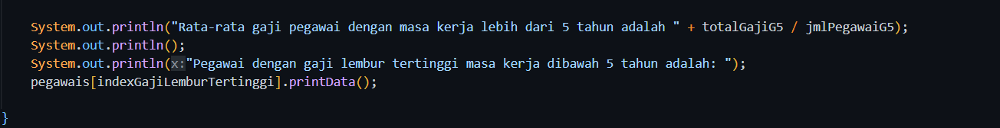 System.out.println("Rata-rata gaji pegawai dengan masa kerja lebih dari 5 tahun adalah " + totalGajiG5 / jmlPegawaiG5);
System.out.println();
System.out.println(x:"Pegawai dengan gaji lembur tertinggi masa kerja dibawah 5 tahun adalah: ");
pegawais[indexGajiLemburTertinggi].printData();
}